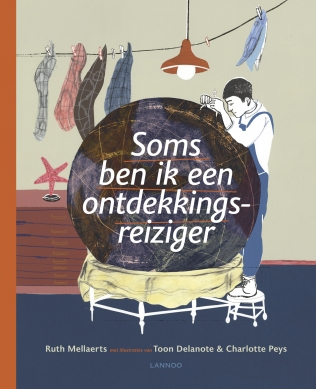 Soms
ben ik een
ontdekkings-
reiziger
Ruth Mellaerts met illustraties van Toon Delanote & Charlotte Peys
LANNOO